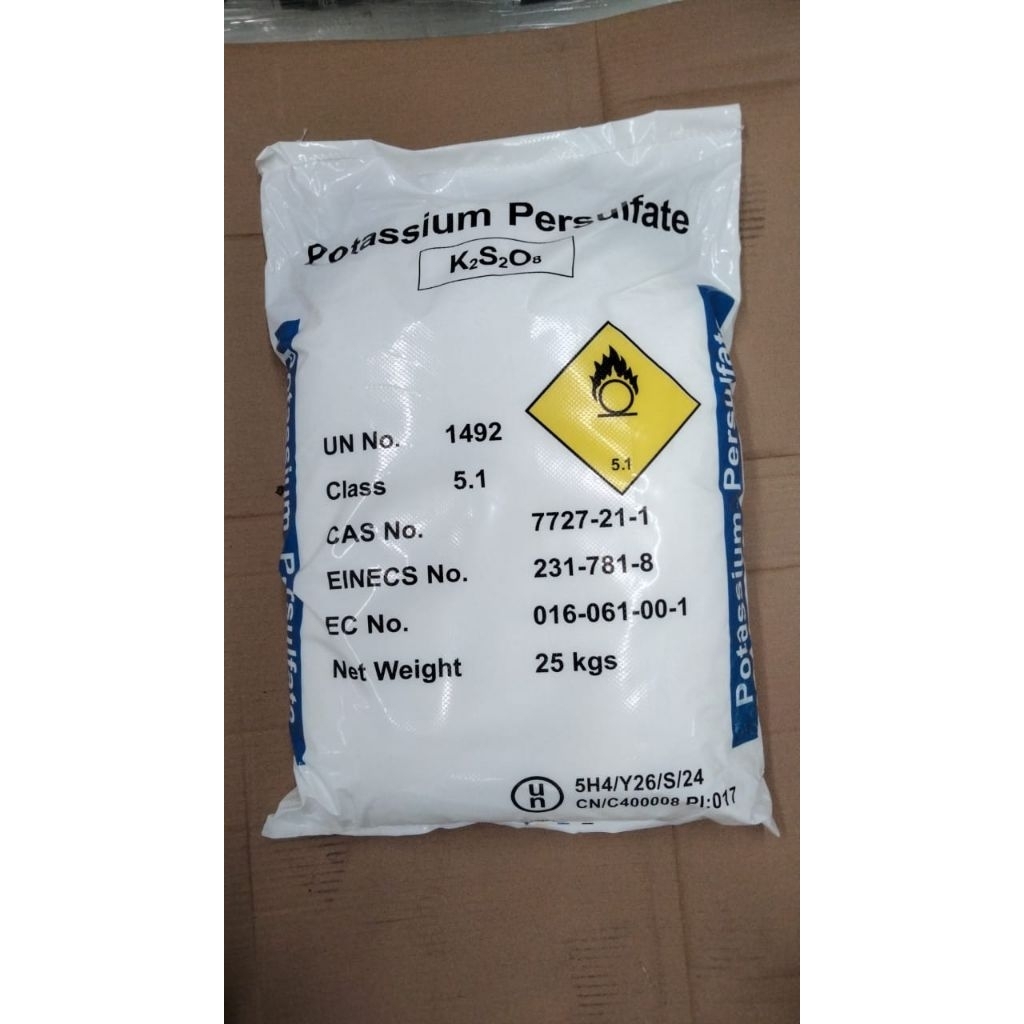 Potassium Persulfate
K₂S₂O₈
5.1
UN No. 1492
Class 5.1
CAS No. 7727-21-1
EINECS No. 231-781-8
EC No. 016-061-00-1
Net Weight 25 kgs
un 5H4/Y26/S/24
CN/C400008 PI:017
Potassium Persulfate
Potassium Persulfate